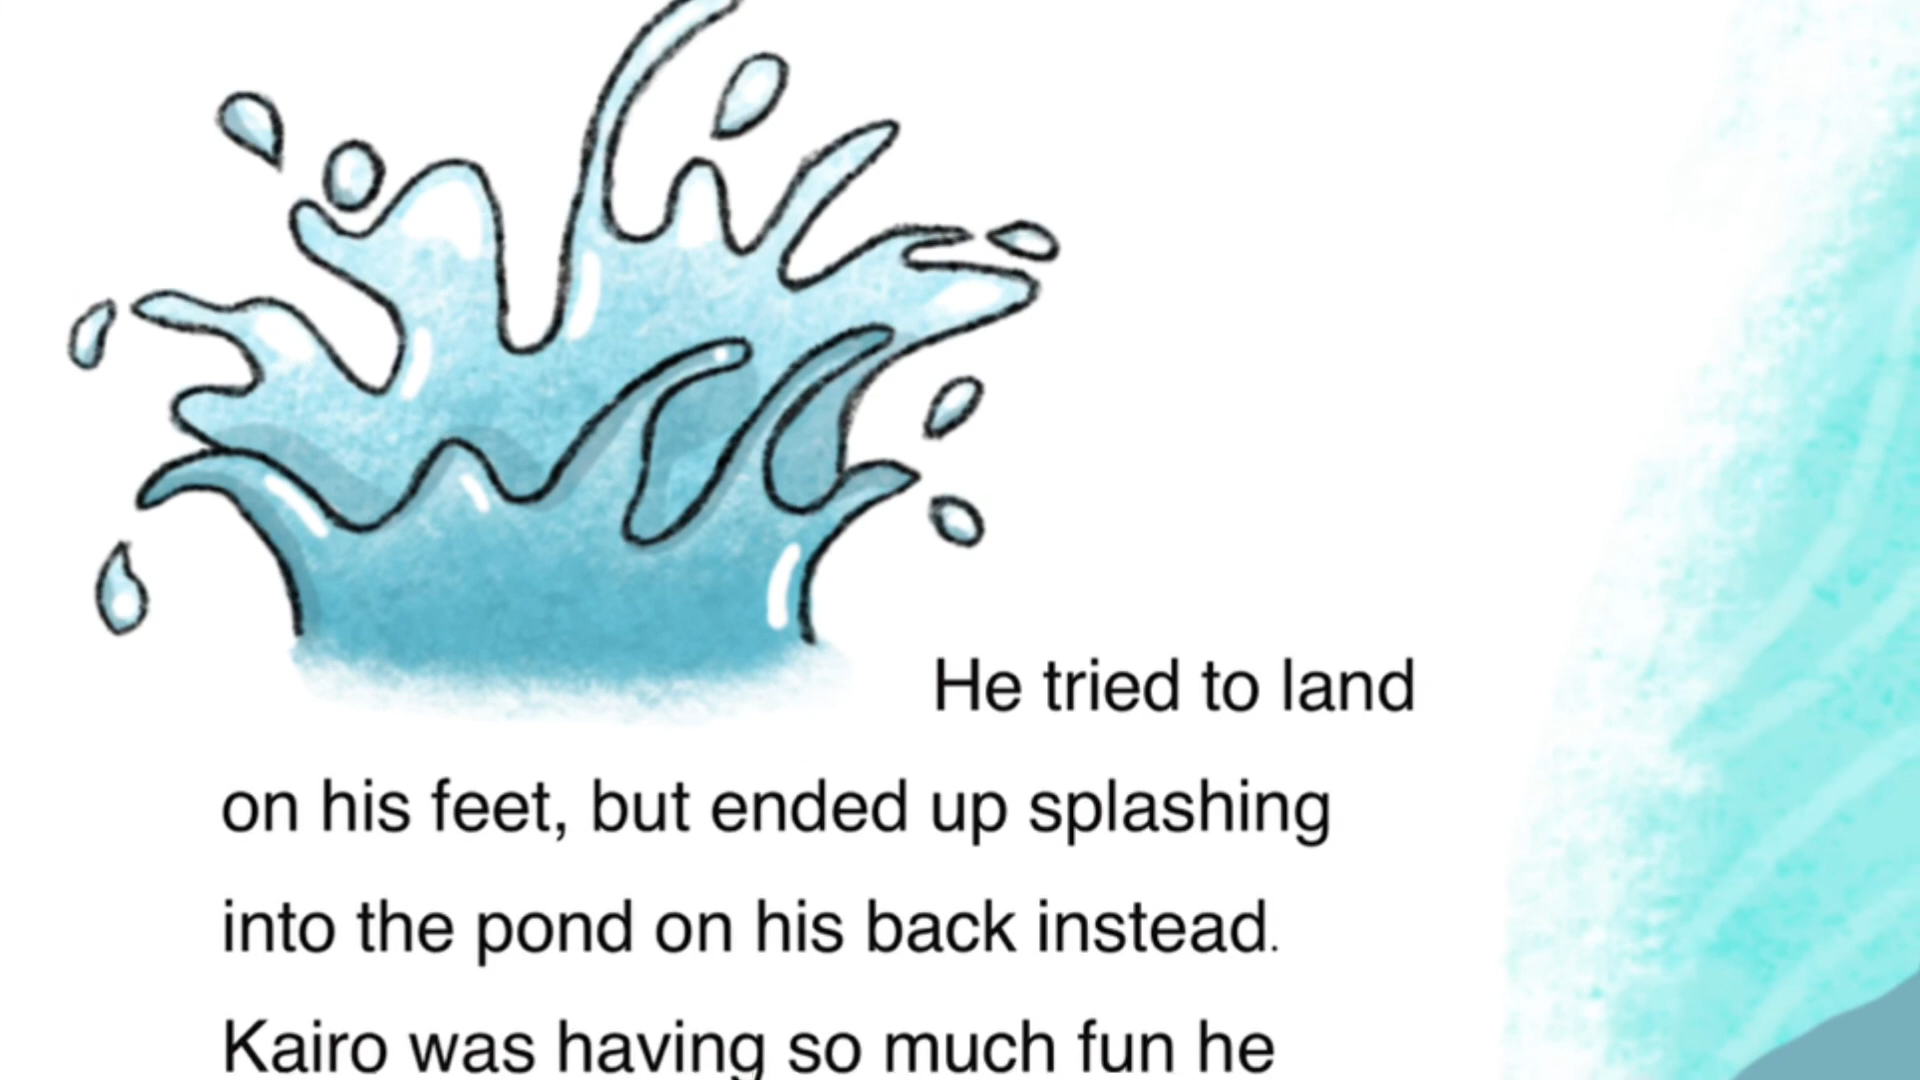 He tried to land
on his feet, but ended up splashing
into the pond on his back instead.
Kairo was having so much fun he